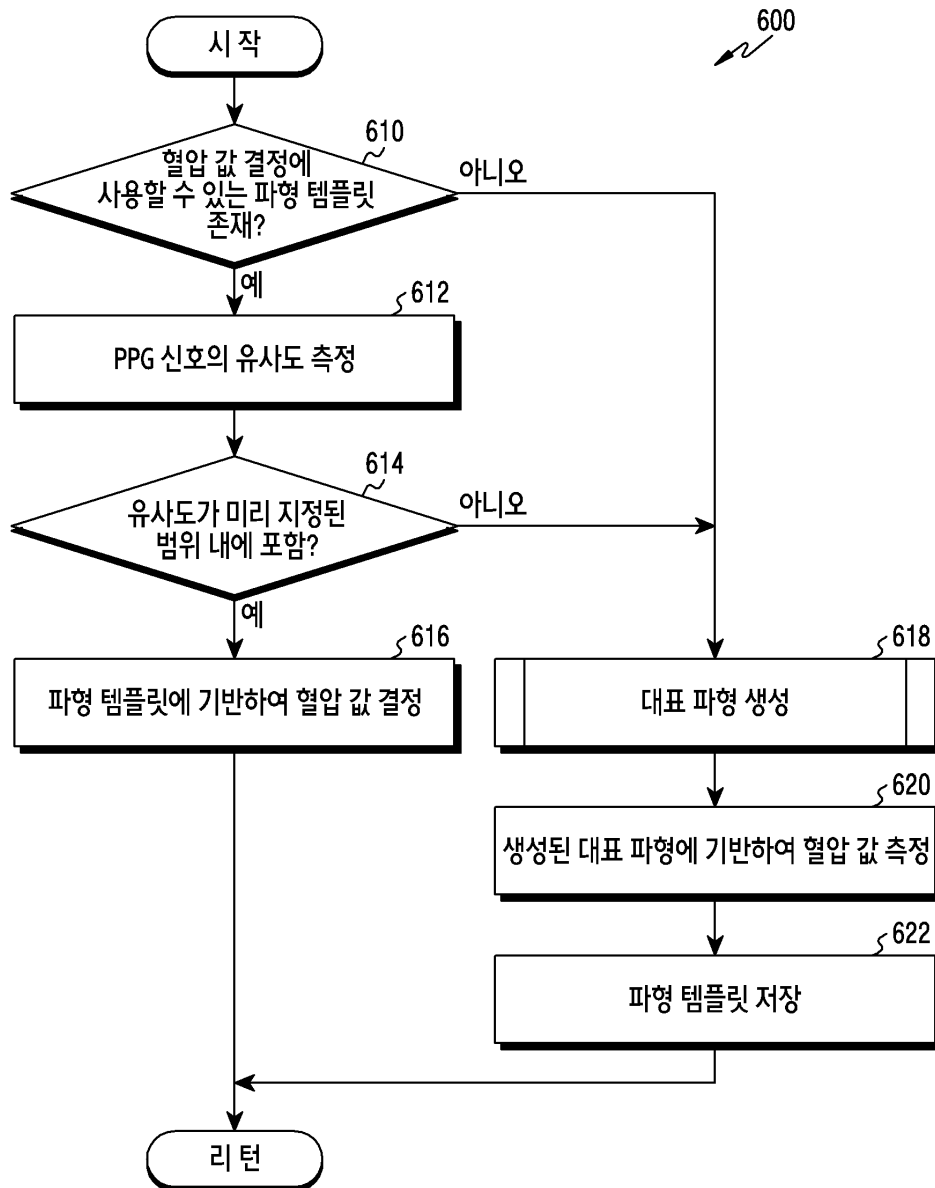 시 작
600
610
혈압 값 결정에
사용할 수 있는 파형 템플릿
존재?
아니오
예
612
PPG 신호의 유사도 측정
614
유사도가 미리 지정된
범위 내에 포함?
아니오
예
616
파형 템플릿에 기반하여 혈압 값 결정
618
대표 파형 생성
620
생성된 대표 파형에 기반하여 혈압 값 측정
622
파형 템플릿 저장
리 턴